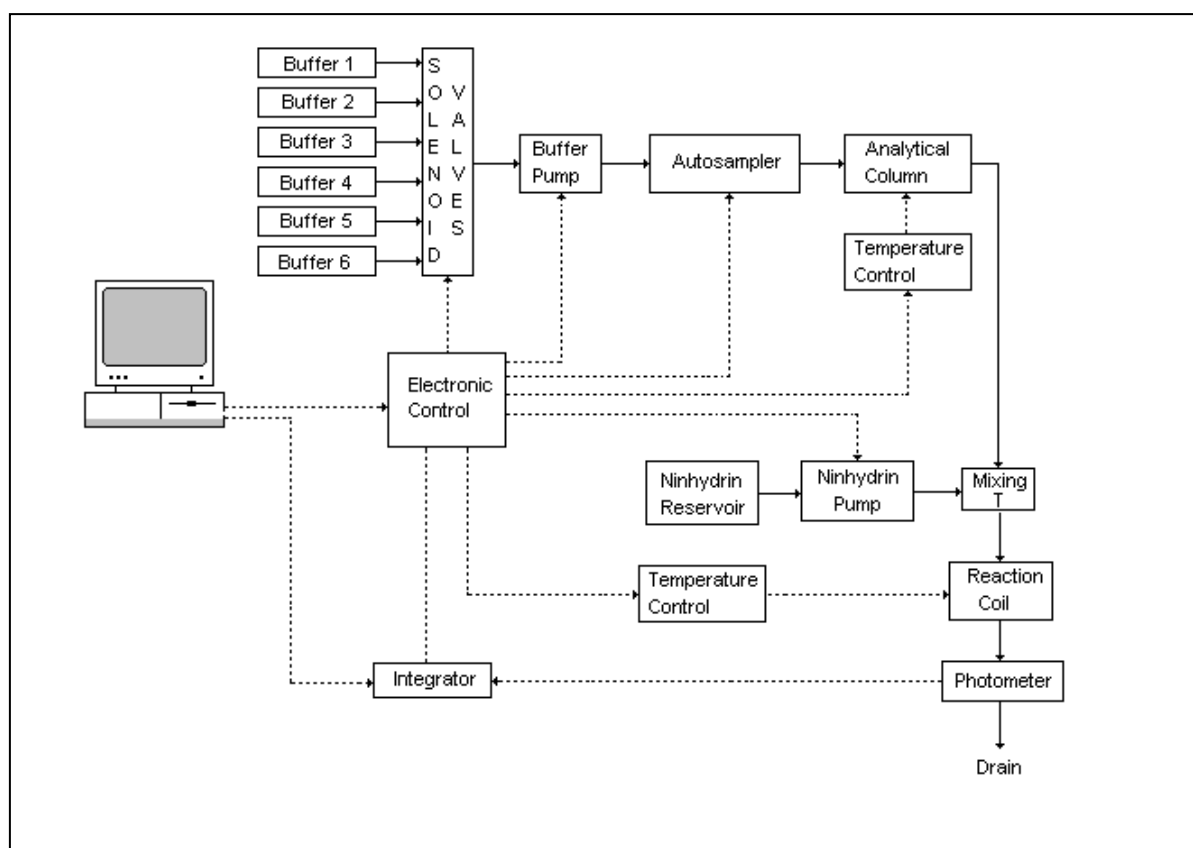 Buffer 1
Buffer 2
Buffer 3
Buffer 4
Buffer 5
Buffer 6
SOLENOID
VALVES
Buffer
Pump
Autosampler
Analytical
Column
Temperature
Control
Electronic
Control
Ninhydrin
Reservoir
Ninhydrin
Pump
Mixing
T
Temperature
Control
Reaction
Coil
Integrator
Photometer
Drain